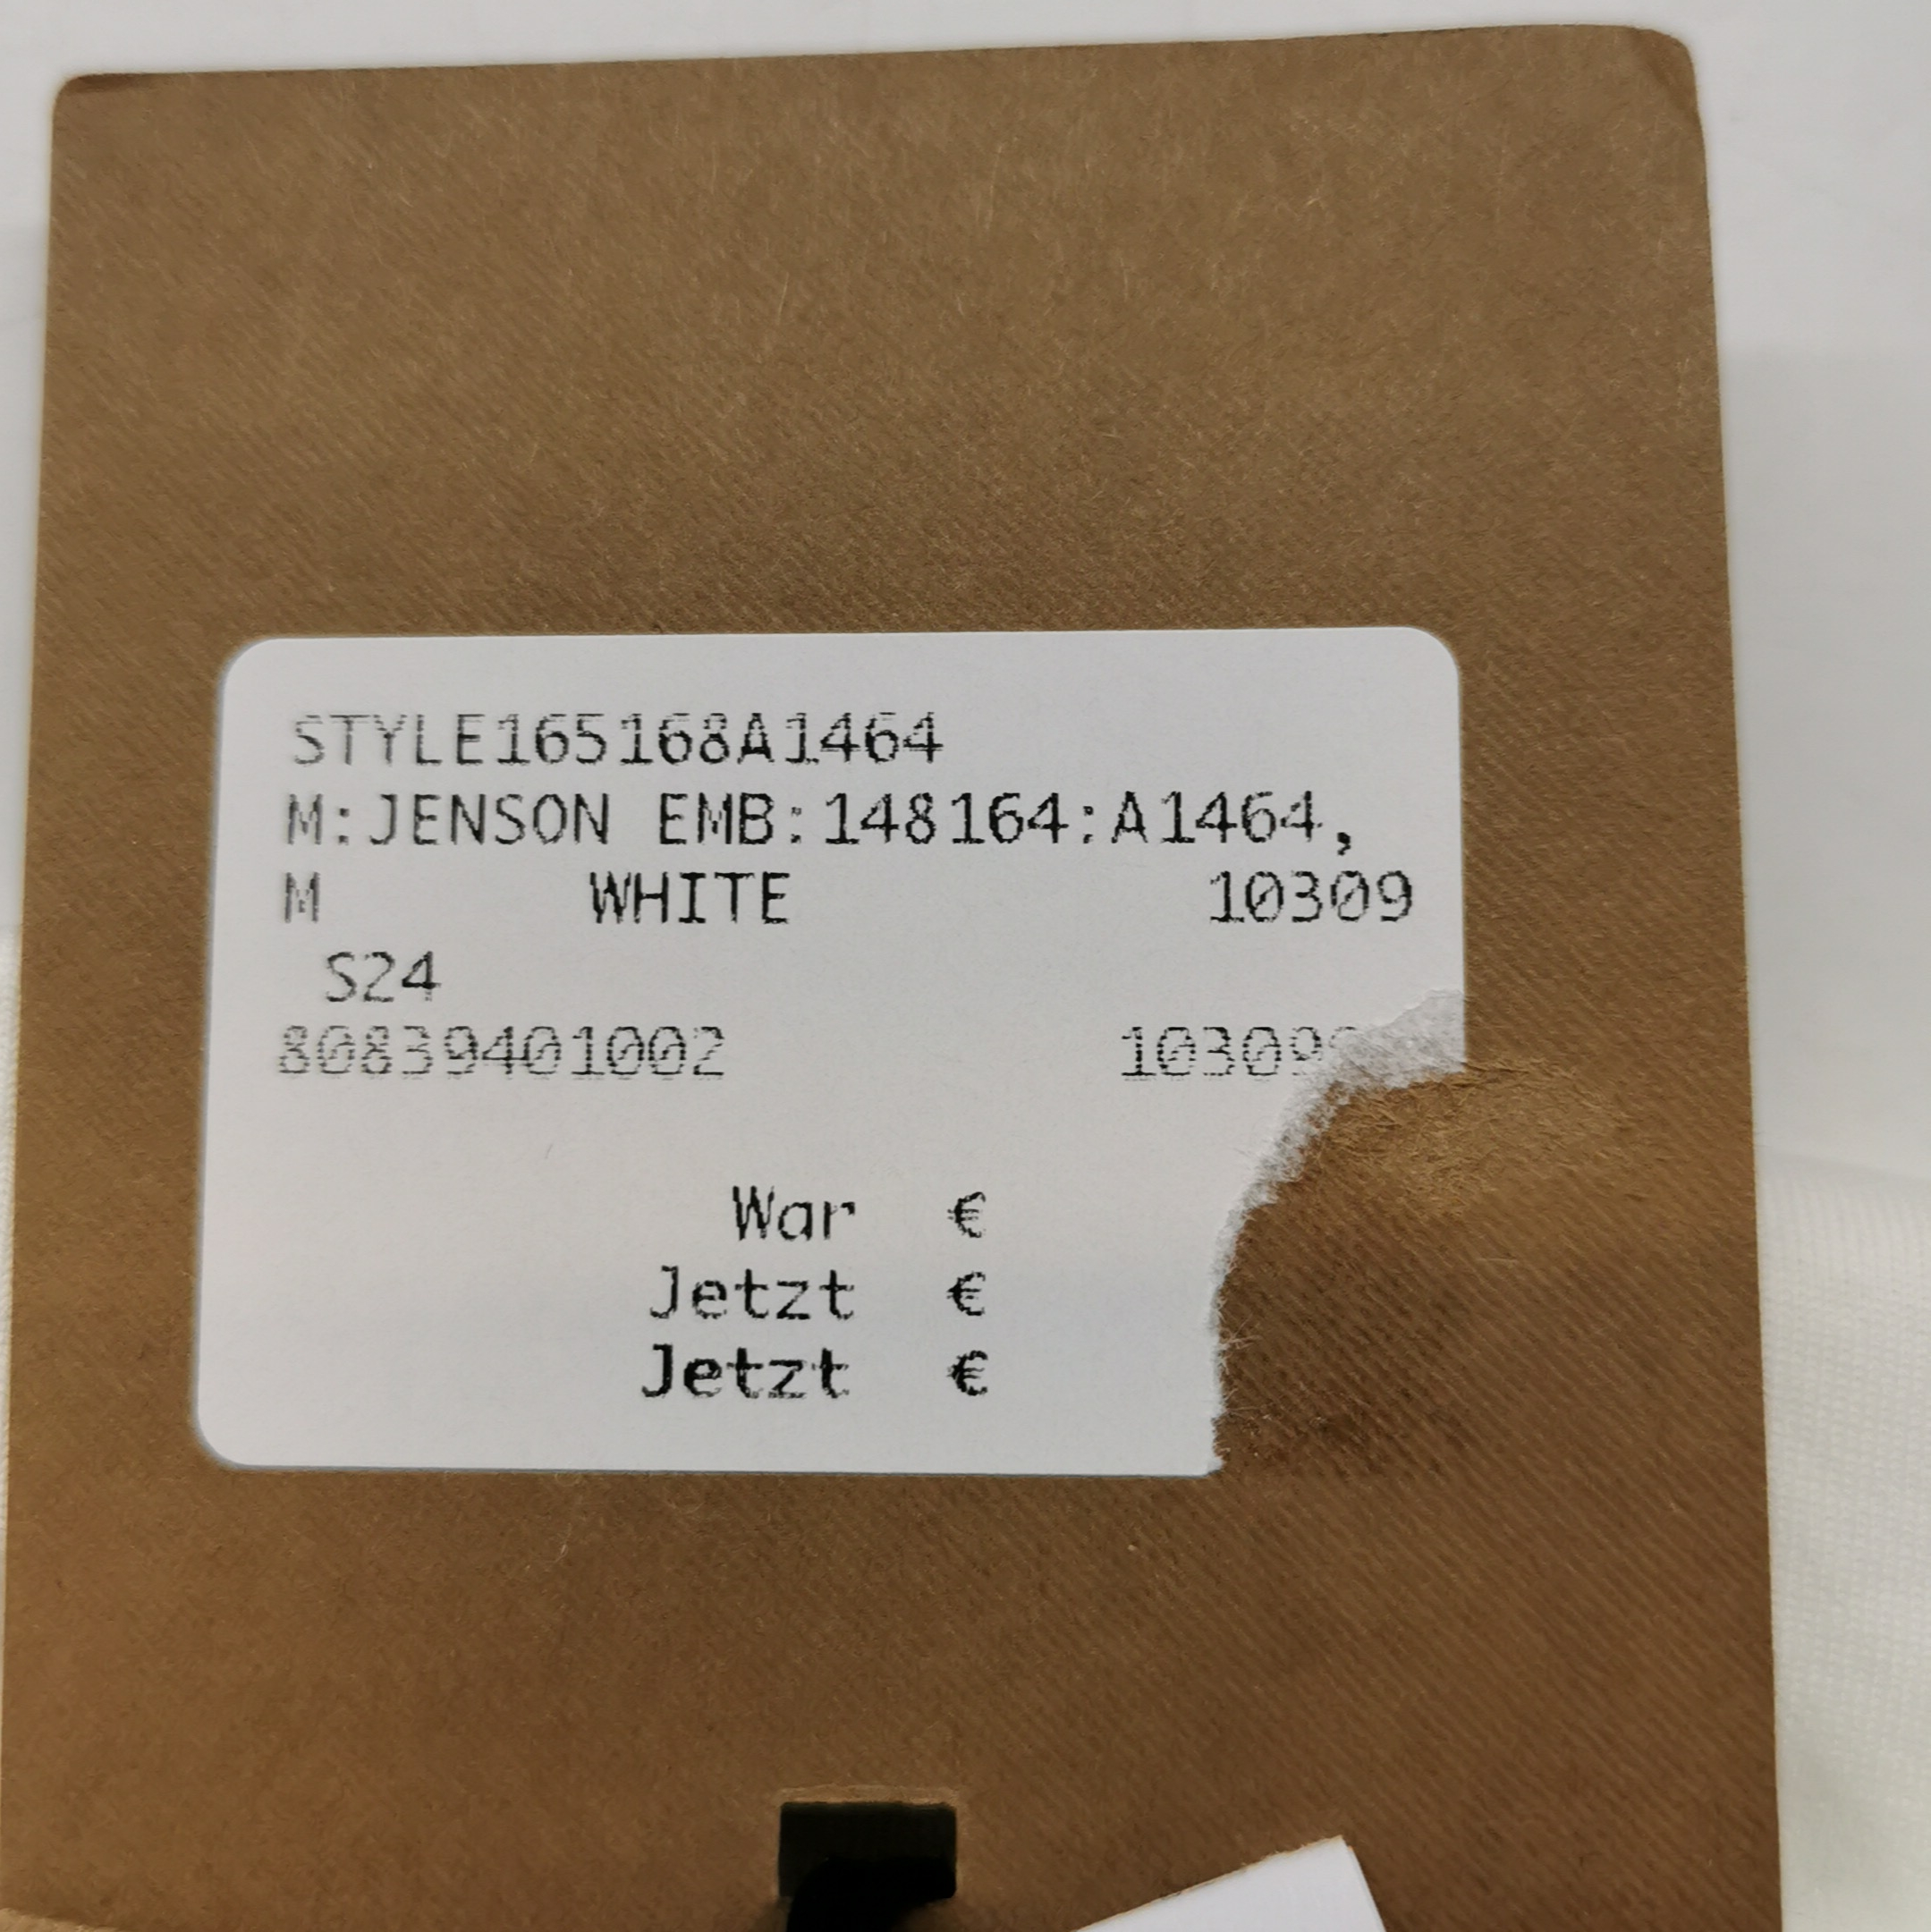 STYLE165168A1464
M:JENSON EMB:148164:A1464,
M WHITE 10309
S24
80839401002
War €
Jetzt €
Jetzt €